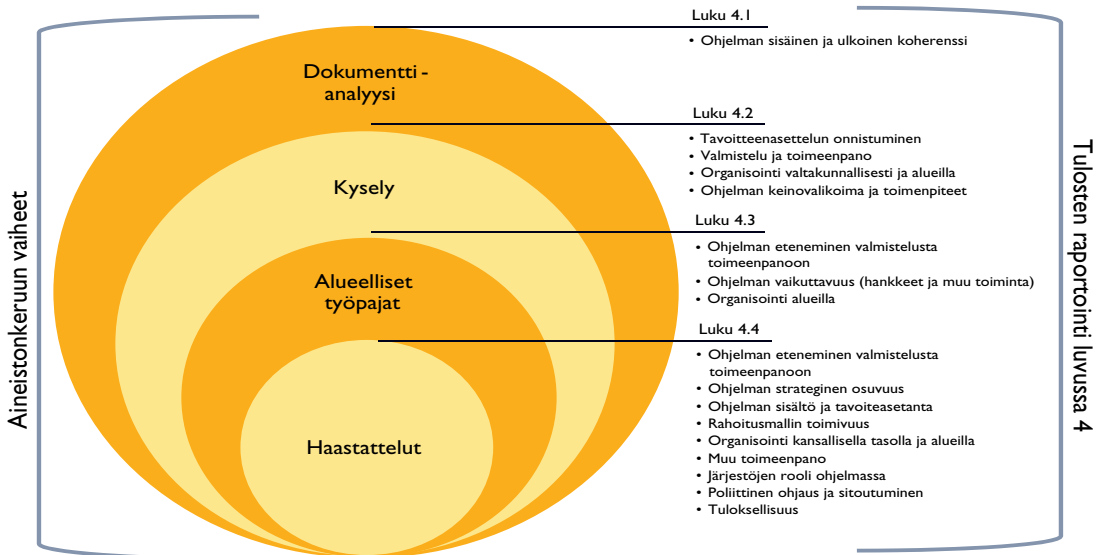 Aineistonkeruun vaiheet
Dokumentti -
analyysi
Kysely
Alueelliset
työpajat
Haastattelut
Luku 4.1
• Ohjelman sisäinen ja ulkoinen koherenssi
Luku 4.2
• Tavoitteenasettelun onnistuminen
• Valmistelu ja toimeenpano
• Organisointi valtakunnallisesti ja alueilla
• Ohjelman keinovalikoima ja toimenpiteet
Luku 4.3
• Ohjelman eteneminen valmistelusta
toimeenpanoon
• Ohjelman vaikuttavuus (hankkeet ja muu toiminta)
• Organisointi alueilla
Luku 4.4
• Ohjelman eteneminen valmistelusta
toimeenpanoon
• Ohjelman strateginen osuvuus
• Ohjelman sisältö ja tavoiteasetanta
• Rahoitusmallin toimivuus
• Organisointi kansallisella tasolla ja alueilla
• Muu toimeenpano
• Järjestöjen rooli ohjelmassa
• Poliittinen ohjaus ja sitoutuminen
• Tuloksellisuus
Tulosten raportointi luvussa 4